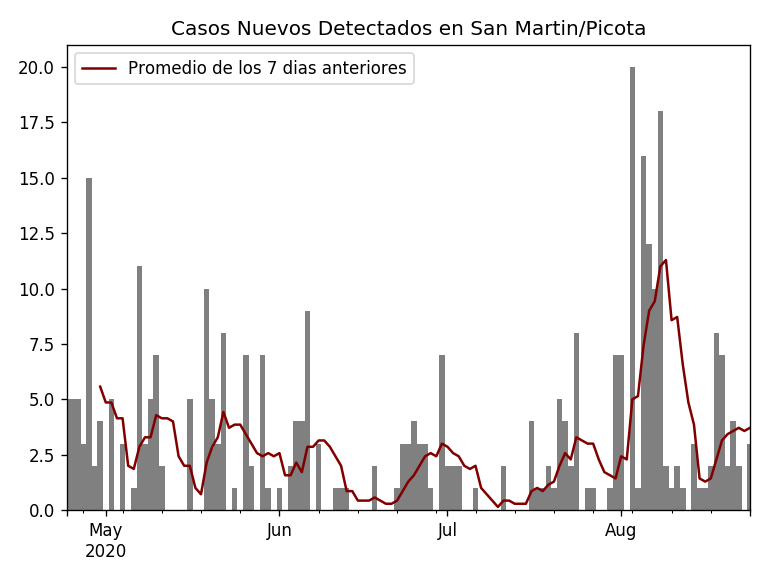 Casos Nuevos Detectados en San Martin/Picota
Promedio de los 7 dias anteriores
20.0
17.5
15.0
12.5
10.0
7.5
5.0
2.5
0.0
May
2020
Jun
Jul
Aug